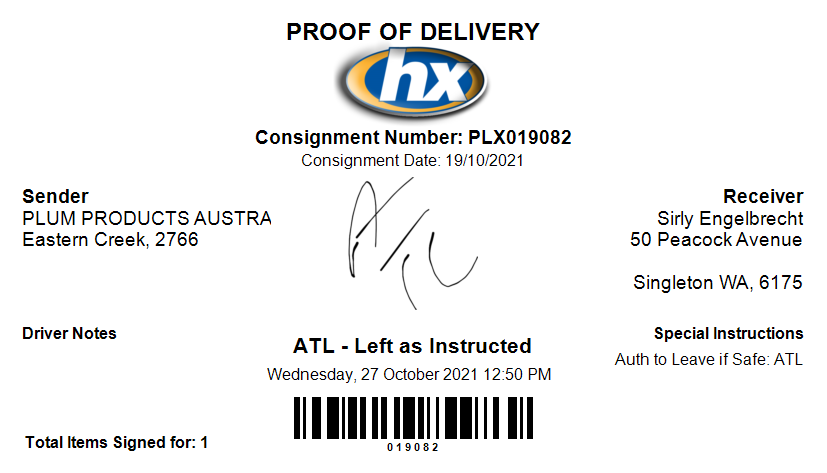 PROOF OF DELIVERY
hx
Consignment Number: PLX019082
Consignment Date: 19/10/2021
Sender
PLUM PRODUCTS AUSTRA
Eastern Creek, 2766
Receiver
Sirly Engelbrecht
50 Peacock Avenue
Singleton WA, 6175
ATL
Driver Notes
ATL - Left as Instructed
Wednesday, 27 October 2021 12:50 PM
Special Instructions
Auth to Leave if Safe: ATL
019082
Total Items Signed for: 1